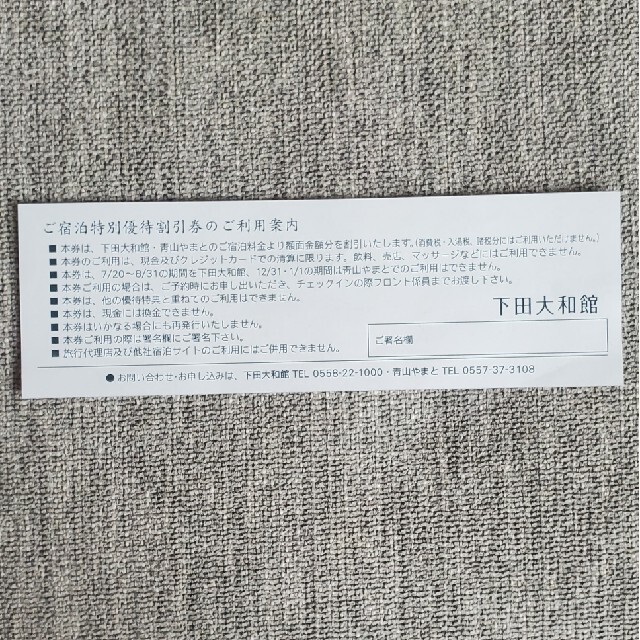 ご宿泊特別優待割引券のご利用案内
■ 本券は、下田大和館・青山やまとのご宿泊料金より額面金額分を割引いたします。(消費税・入湯税、諸税分にはご利用いただけません。)
■ 本券のご利用は、現金及びクレジットカードでの清算に限ります。飲料、売店、マッサージなどにはご利用できません。
■ 本券は、7/20〜8/31の期間を下田大和館、12/31・1/1の期間は青山やまとでのご利用はできません。
■ 本券ご利用の場合は、ご予約時にお申し出いただき、チェックインの際フロント係員までお渡し下さい。
■ 本券は、他の優待特典と重ねてのご利用はできません。
■ 本券は、現金には換金できません。
■ 本券はいかなる場合にも再発行いたしません。
■ 本券ご利用の際は署名欄にご署名下さい。
■ 旅行代理店及び他社宿泊サイトのご利用にはご併用できません。
下田大和館
ご署名欄
● お問い合わせ・お申し込みは、下田大和館 TEL 0558-22-1000・青山やまと TEL 0557-37-3108